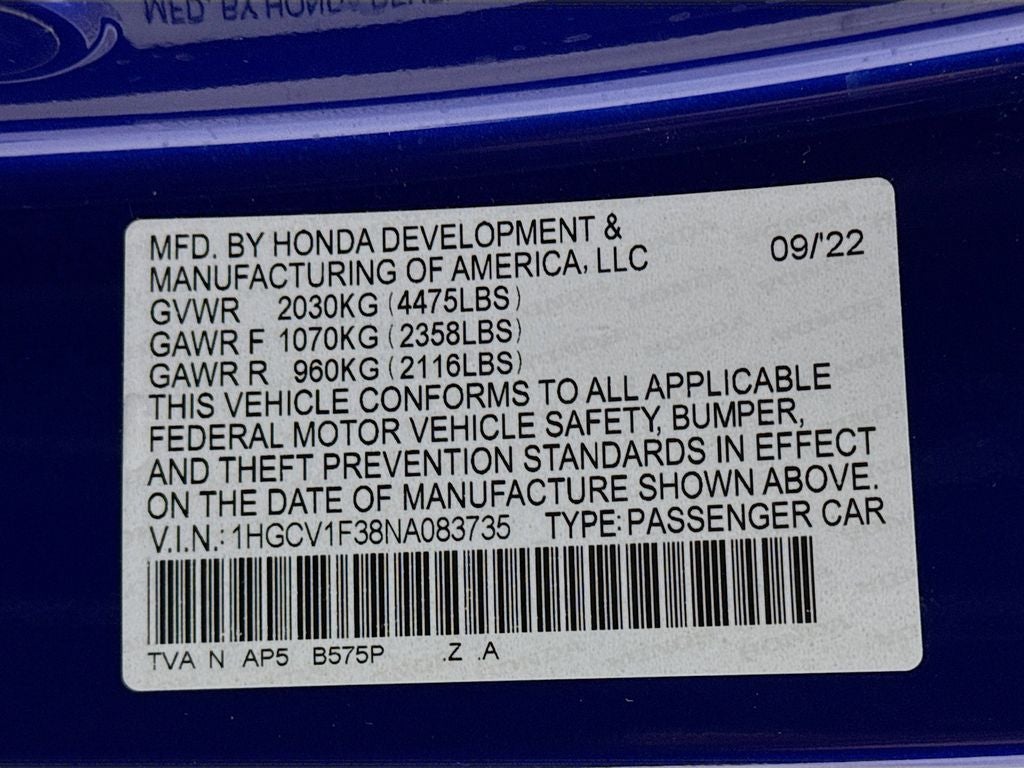 MFD. BY HONDA DEVELOPMENT &
MANUFACTURING OF AMERICA, LLC 09/'22
GVWR 2030KG (4475LBS)
GAWR F 1070KG (2358LBS)
GAWR R 960KG (2116LBS)
THIS VEHICLE CONFORMS TO ALL APPLICABLE
FEDERAL MOTOR VEHICLE SAFETY, BUMPER,
AND THEFT PREVENTION STANDARDS IN EFFECT
ON THE DATE OF MANUFACTURE SHOWN ABOVE.
V.I.N.: 1HGCV1F38NA083735 TYPE: PASSENGER CAR
TVA N AP5 B575P .Z .A